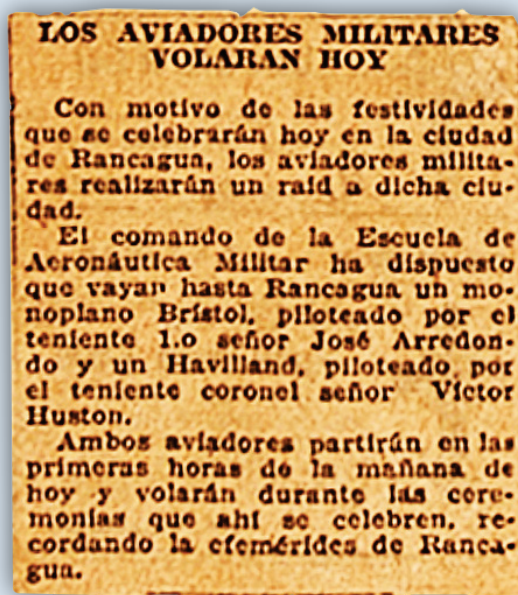 LOS AVIADORES MILITARES
VOLARAN HOY
Con motivo de las festividades
que se celebrarán hoy en la ciudad
de Rancagua, los aviadores milita-
res realizarán un raid a dicha ciu-
dad.
El comando de la Escuela de
Aeronáutica Militar ha dispuesto
que vayan hasta Rancagua un mo-
noplano Bristol, piloteado por el
teniente 1.o señor José Arredon-
do y un Havilland, piloteado por
el teniente coronel señor Víctor
Huston.
Ambos aviadores partirán en las
primeras horas de la mañana de
hoy y volarán durante las cere-
monias que ahí se celebren, re-
cordando la efemérides de Ranca-
gua.